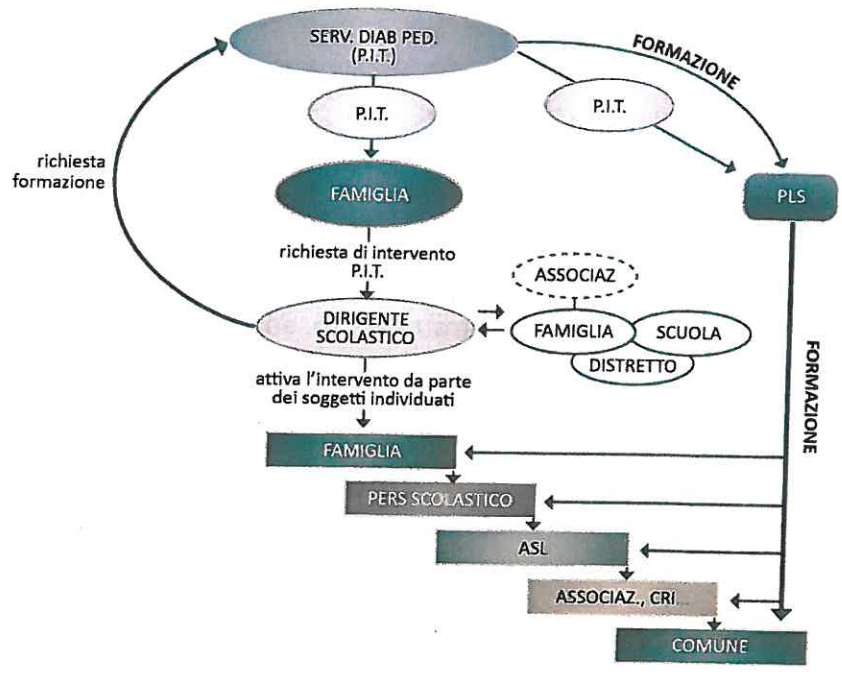 SERV. DIAB PED.
(P.I.T.)
FORMAZIONE
P.I.T.
P.I.T.
richiesta
formazione
FAMIGLIA
PLS
richiesta di intervento
P.I.T.
ASSOCIAZ
DIRIGENTE
SCOLASTICO
FAMIGLIA
SCUOLA
DISTRETTO
attiva l'intervento da parte
dei soggetti individuati
FORMAZIONE
FAMIGLIA
PERS SCOLASTICO
ASL
ASSOCIAZ., CRI...
COMUNE